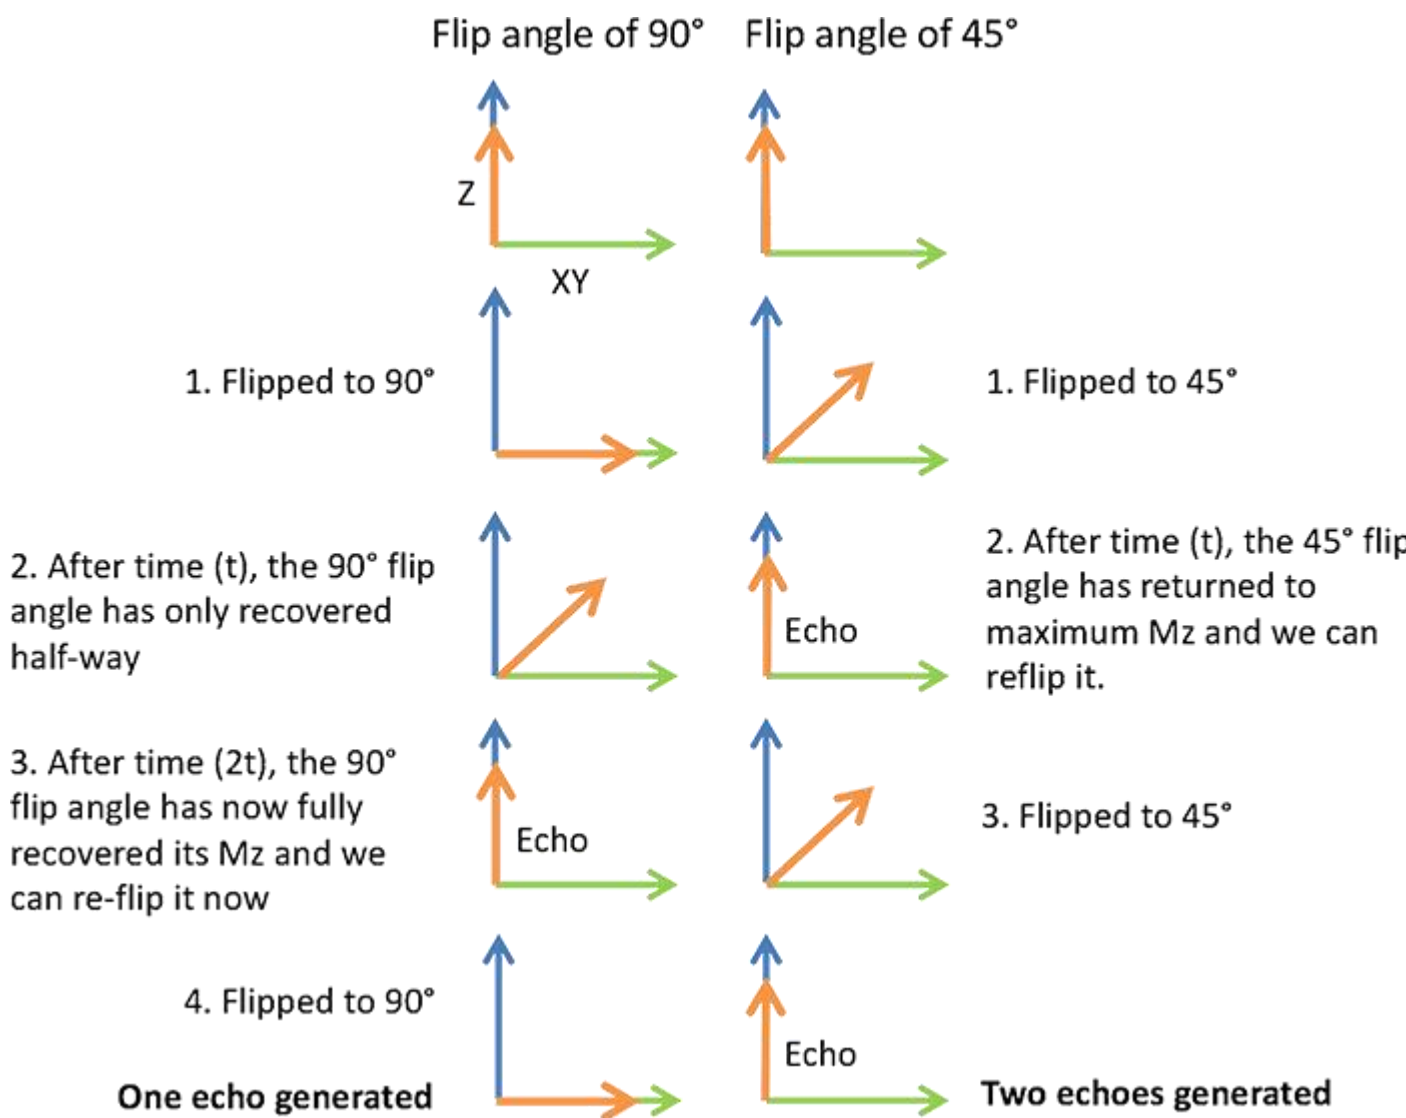 Flip angle of 90°
Flip angle of 45°
Z
XY
1. Flipped to 90°
1. Flipped to 45°
2. After time (t), the 90° flip
angle has only recovered
half-way
Echo
2. After time (t), the 45° flip
angle has returned to
maximum Mz and we can
reflip it.
3. After time (2t), the 90°
flip angle has now fully
recovered its Mz and we
can re-flip it now
Echo
3. Flipped to 45°
4. Flipped to 90°
One echo generated
Echo
Two echoes generated